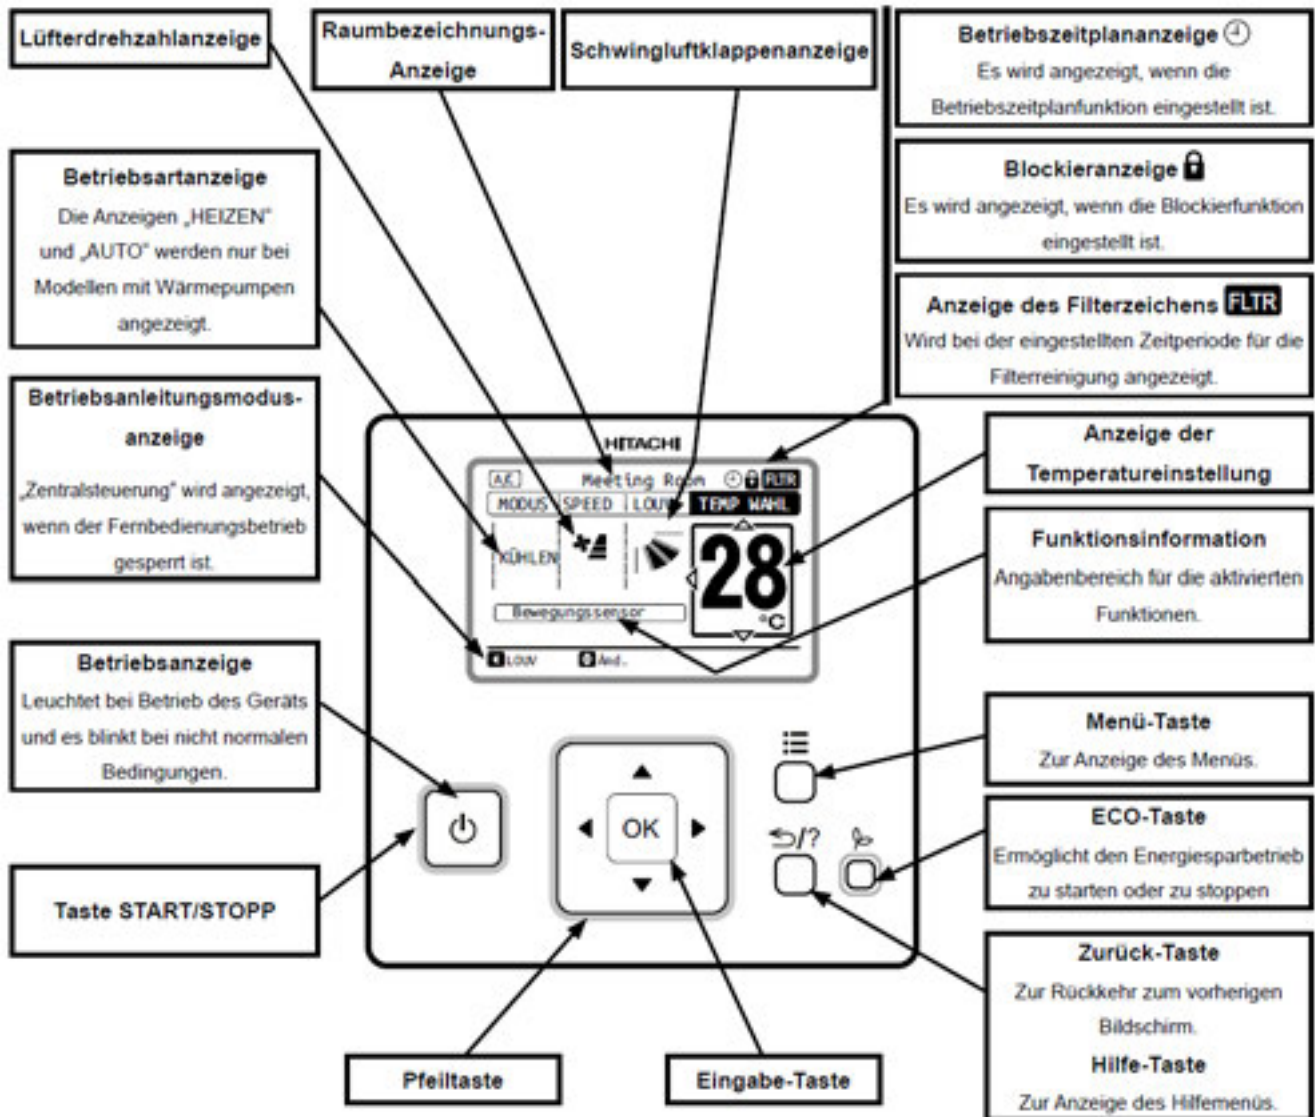 Lüfterdrehzahlanzeige
Raumbezeichnungs-
Anzeige
Schwingluftklappenanzeige
Betriebszeitplananzeige
Es wird angezeigt, wenn die
Betriebszeitplanfunktion eingestellt ist.
Betriebsartanzeige
Die Anzeigen „HEIZEN"
und „AUTO" werden nur bei
Modellen mit Wärmepumpen
angezeigt.
Blockieranzeige
Es wird angezeigt, wenn die Blockierfunktion
eingestellt ist.
Anzeige des Filterzeichens FLTR
Wird bei der eingestellten Zeitperiode für die
Filterreinigung angezeigt.
Betriebsanleitungsmodus-
anzeige
„Zentralsteuerung" wird angezeigt,
wenn der Fernbedienungsbetrieb
gesperrt ist.
HITACHI
A/C Meeting Room FLTR
MODUS SPEED LOUV TEMP WAHL
KÜHLEN
28
°C
Bewegungssensor
LOUV Änd.
Anzeige der
Temperatureinstellung
Funktionsinformation
Angabenbereich für die aktivierten
Funktionen.
Betriebsanzeige
Leuchtet bei Betrieb des Geräts
und es blinkt bei nicht normalen
Bedingungen.
Menü-Taste
Zur Anzeige des Menüs.
OK
/?
ECO-Taste
Ermöglicht den Energiesparbetrieb
zu starten oder zu stoppen
Taste START/STOPP
Zurück-Taste
Zur Rückkehr zum vorherigen
Bildschirm.
Hilfe-Taste
Zur Anzeige des Hilfemenüs.
Pfeiltaste
Eingabe-Taste